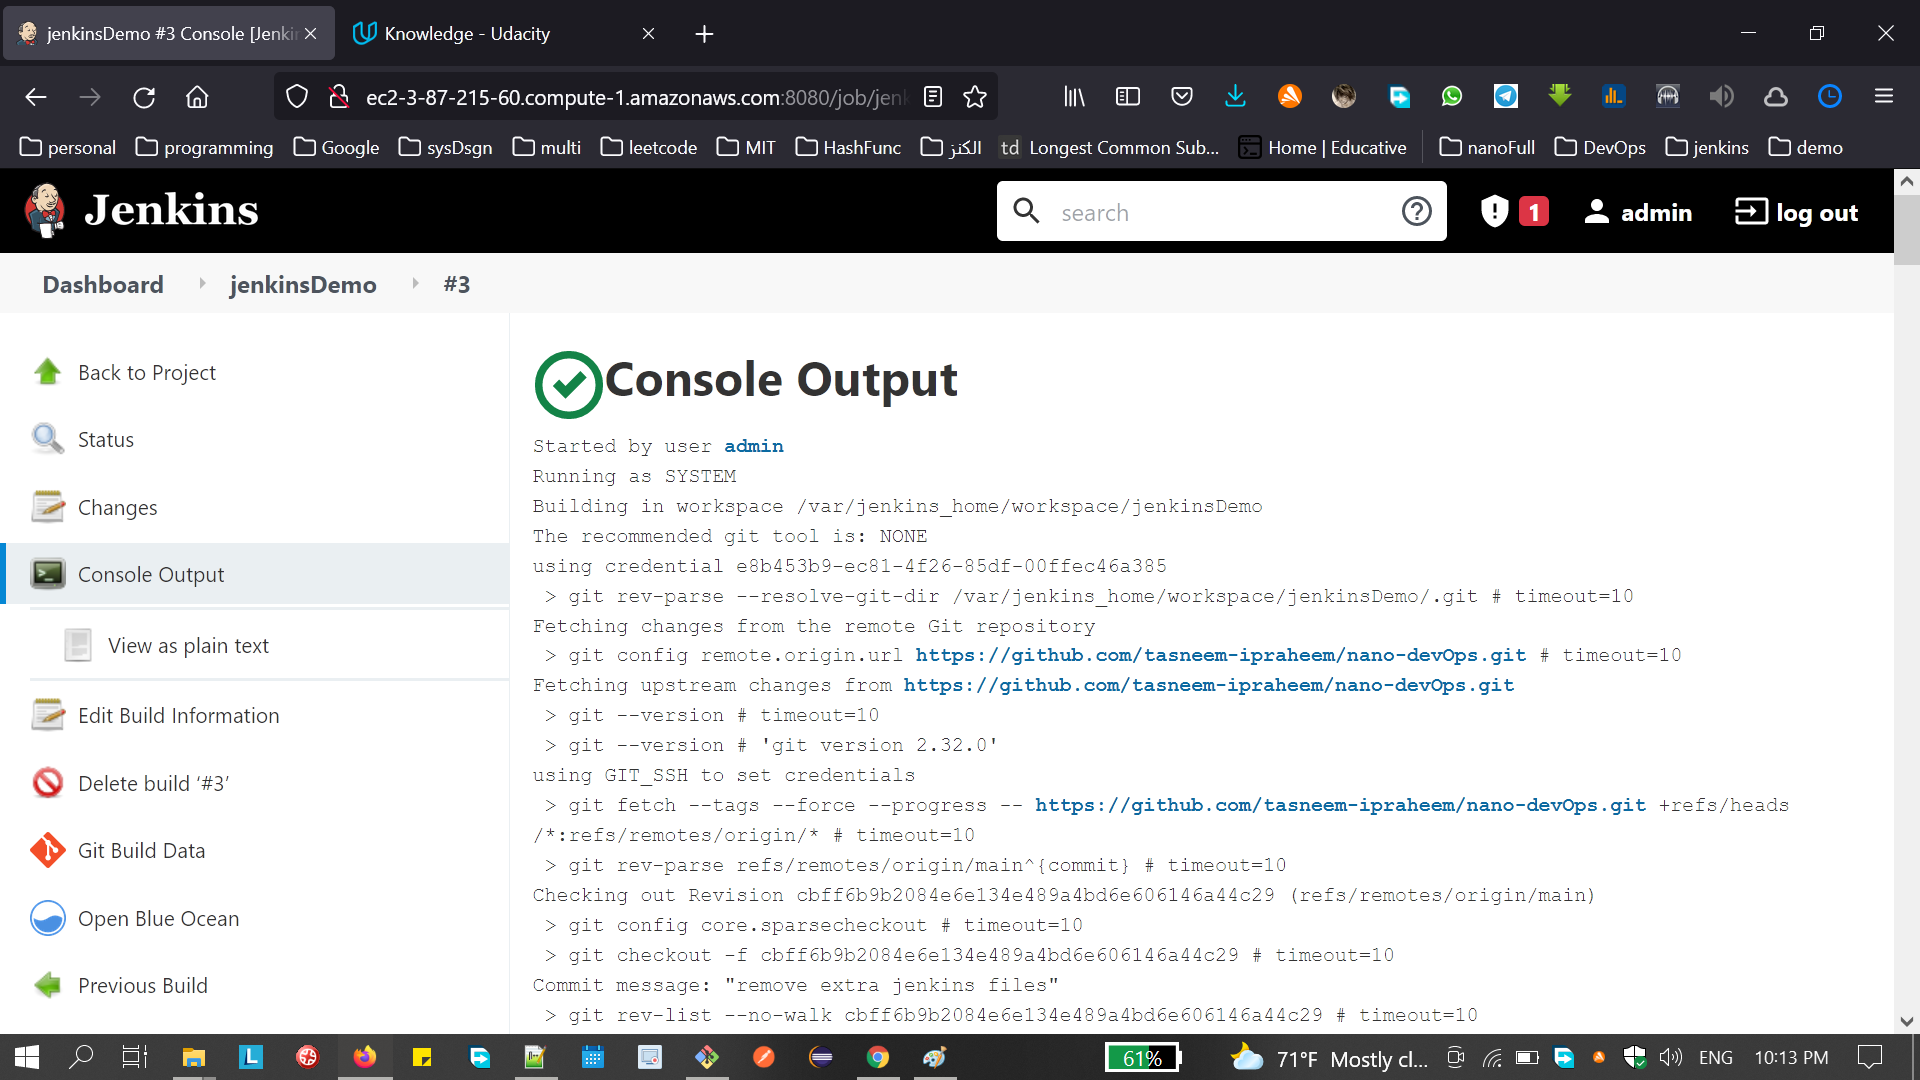 jenkinsDemo #3 Console [Jenki
Knowledge - Udacity
ec2-3-87-215-60.compute-1.amazonaws.com:8080/job/jenk
personal
programming
Google
sysDsgn
multi
leetcode
MIT
HashFunc
الكنز
td Longest Common Sub...
Home | Educative
nanoFull
DevOps
jenkins
demo
Jenkins
search
1
admin
log out
Dashboard
jenkinsDemo
#3
Back to Project
Status
Changes
Console Output
View as plain text
Edit Build Information
Delete build ‘#3’
Git Build Data
Open Blue Ocean
Previous Build
Console Output
Started by user admin
Running as SYSTEM
Building in workspace /var/jenkins_home/workspace/jenkinsDemo
The recommended git tool is: NONE
using credential e8b453b9-ec81-4f26-85df-00ffec46a385
> git rev-parse --resolve-git-dir /var/jenkins_home/workspace/jenkinsDemo/.git # timeout=10
Fetching changes from the remote Git repository
> git config remote.origin.url https://github.com/tasneem-ipraheem/nano-devOps.git # timeout=10
Fetching upstream changes from https://github.com/tasneem-ipraheem/nano-devOps.git
> git --version # timeout=10
> git --version # 'git version 2.32.0'
using GIT_SSH to set credentials
> git fetch --tags --force --progress -- https://github.com/tasneem-ipraheem/nano-devOps.git +refs/heads
/*:refs/remotes/origin/* # timeout=10
> git rev-parse refs/remotes/origin/main^{commit} # timeout=10
Checking out Revision cbff6b9b2084e6e134e489a4bd6e606146a44c29 (refs/remotes/origin/main)
> git config core.sparsecheckout # timeout=10
> git checkout -f cbff6b9b2084e6e134e489a4bd6e606146a44c29 # timeout=10
Commit message: "remove extra jenkins files"
> git rev-list --no-walk cbff6b9b2084e6e134e489a4bd6e606146a44c29 # timeout=10
L
61%
71°F Mostly cl...
ENG
10:13 PM